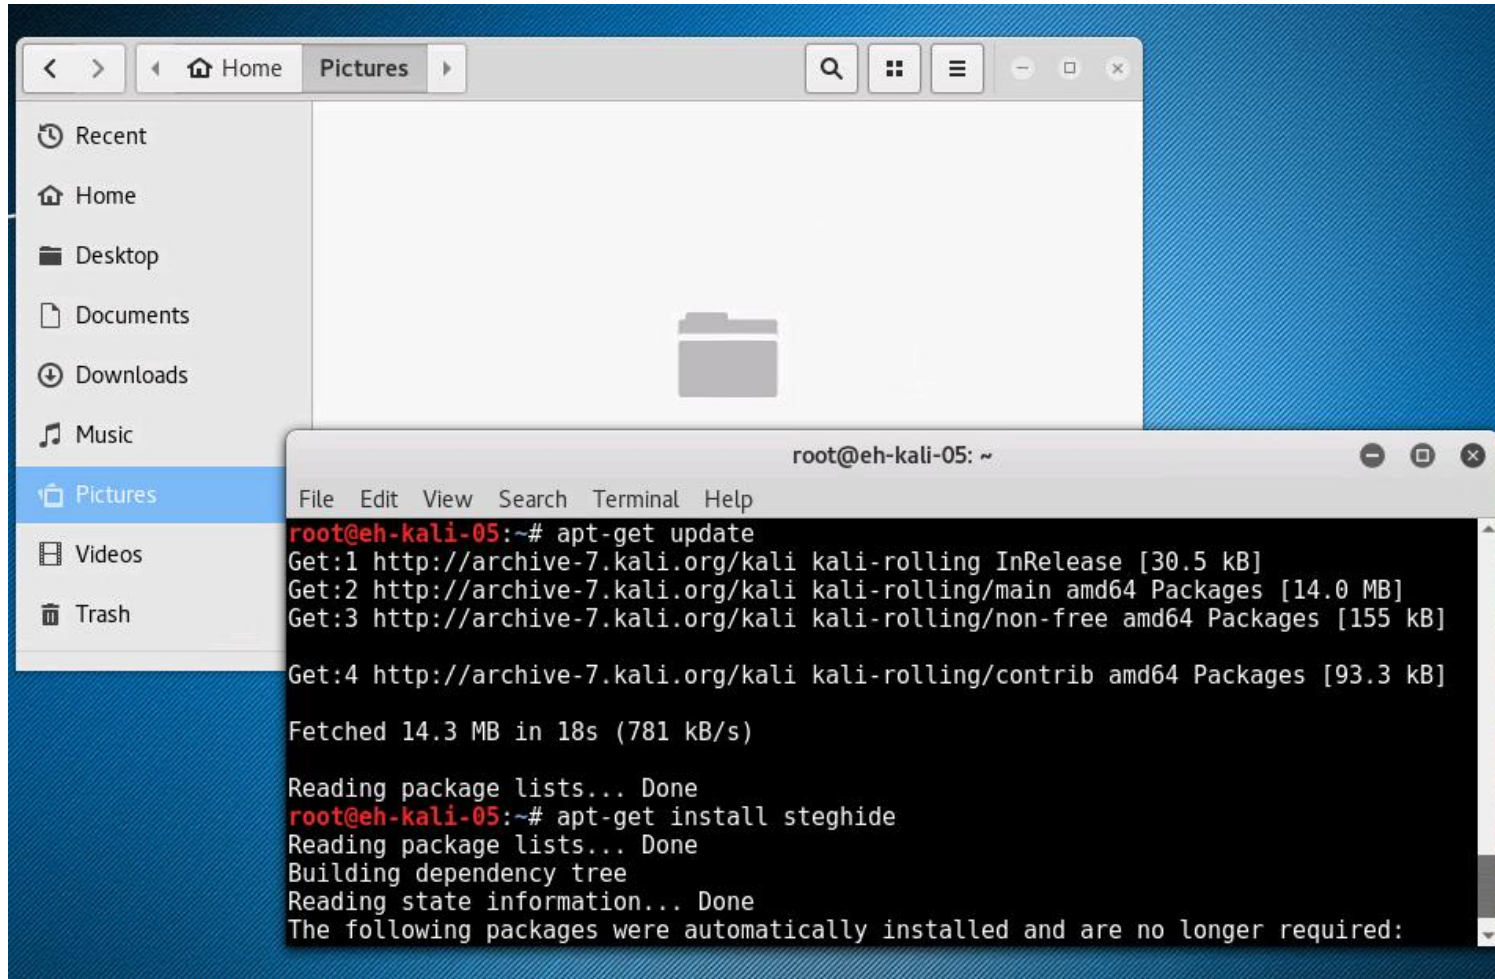 Home Pictures
Recent
Home
Desktop
Documents
Downloads
Music
Pictures
Videos
Trash
root@eh-kali-05: ~
File Edit View Search Terminal Help
root@eh-kali-05:~# apt-get update
Get:1 http://archive-7.kali.org/kali kali-rolling InRelease [30.5 kB]
Get:2 http://archive-7.kali.org/kali kali-rolling/main amd64 Packages [14.0 MB]
Get:3 http://archive-7.kali.org/kali kali-rolling/non-free amd64 Packages [155 kB]
Get:4 http://archive-7.kali.org/kali kali-rolling/contrib amd64 Packages [93.3 kB]
Fetched 14.3 MB in 18s (781 kB/s)
Reading package lists... Done
root@eh-kali-05:~# apt-get install steghide
Reading package lists... Done
Building dependency tree
Reading state information... Done
The following packages were automatically installed and are no longer required: